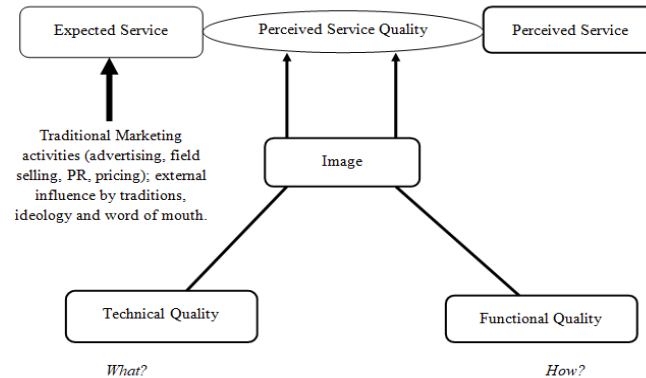 Expected Service
Perceived Service Quality
Perceived Service
Traditional Marketing
activities (advertising, field
selling, PR, pricing); external
influence by traditions,
ideology and word of mouth.
Image
Technical Quality
Functional Quality
What?
How?